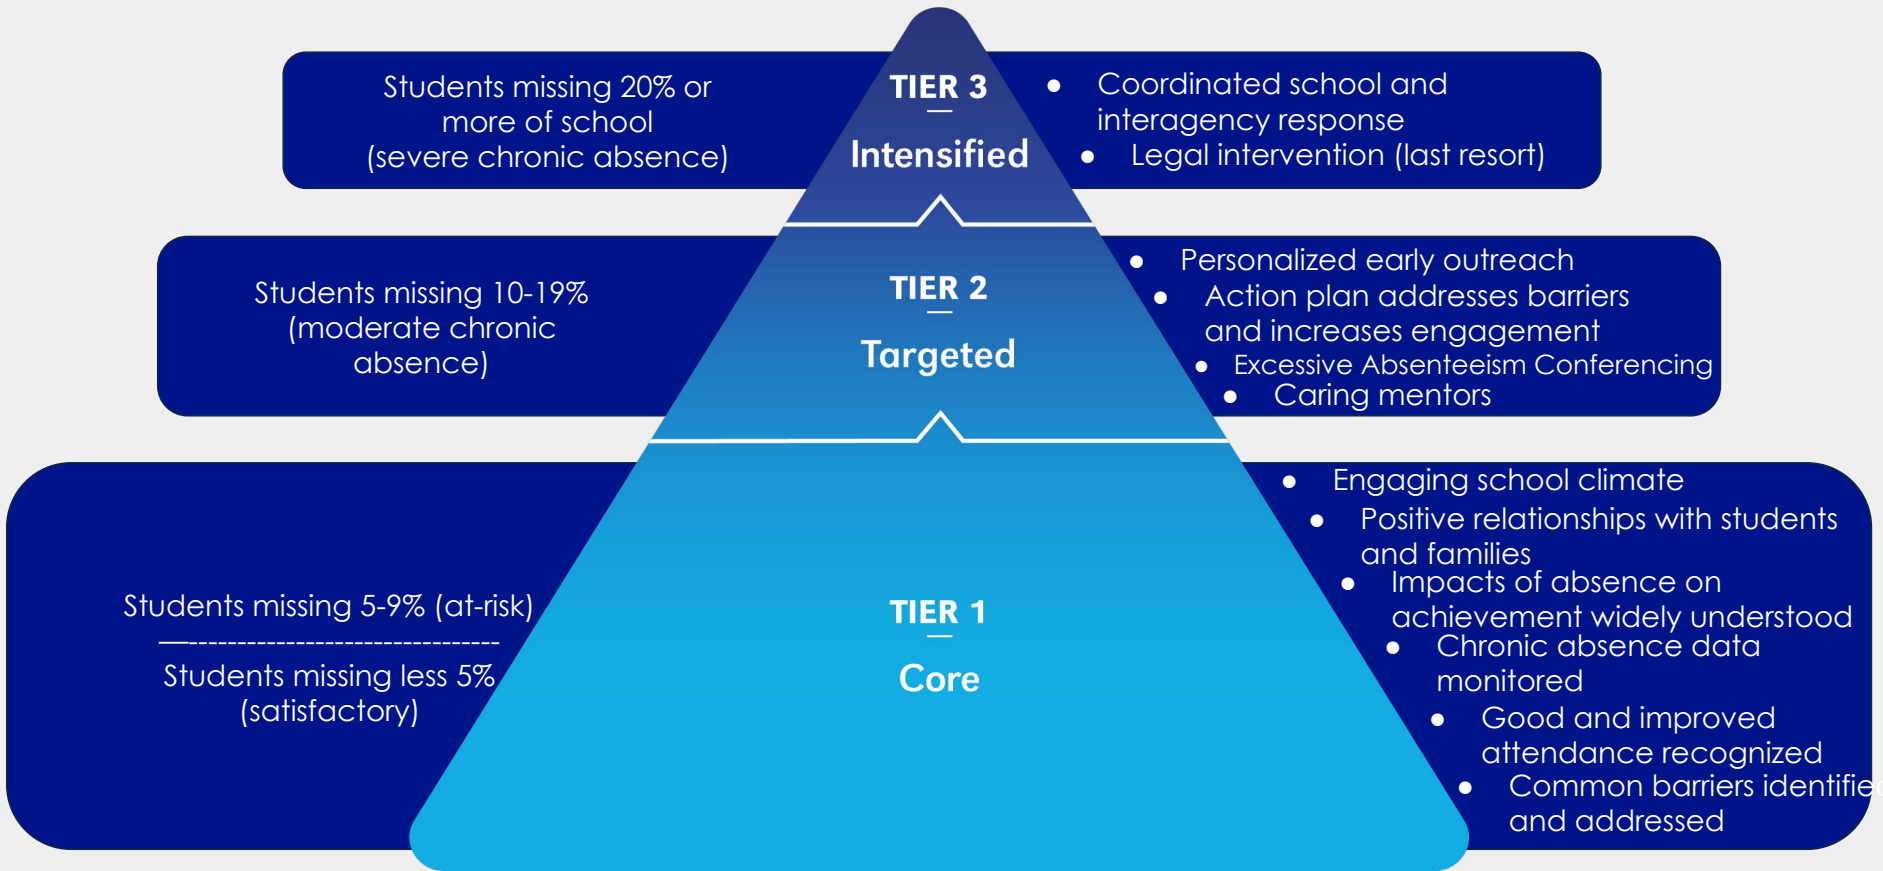 Students missing 20% or
more of school
(severe chronic absence)
TIER 3
Intensified
● Coordinated school and
interagency response
● Legal intervention (last resort)
Students missing 10-19%
(moderate chronic
absence)
TIER 2
Targeted
● Personalized early outreach
● Action plan addresses barriers
and increases engagement
● Excessive Absenteeism Conferencing
● Caring mentors
Students missing 5-9% (at-risk)
—--------------------------------
Students missing less 5%
(satisfactory)
TIER 1
Core
● Engaging school climate
● Positive relationships with students
and families
● Impacts of absence on
achievement widely understood
● Chronic absence data
monitored
● Good and improved
attendance recognized
● Common barriers identified
and addressed